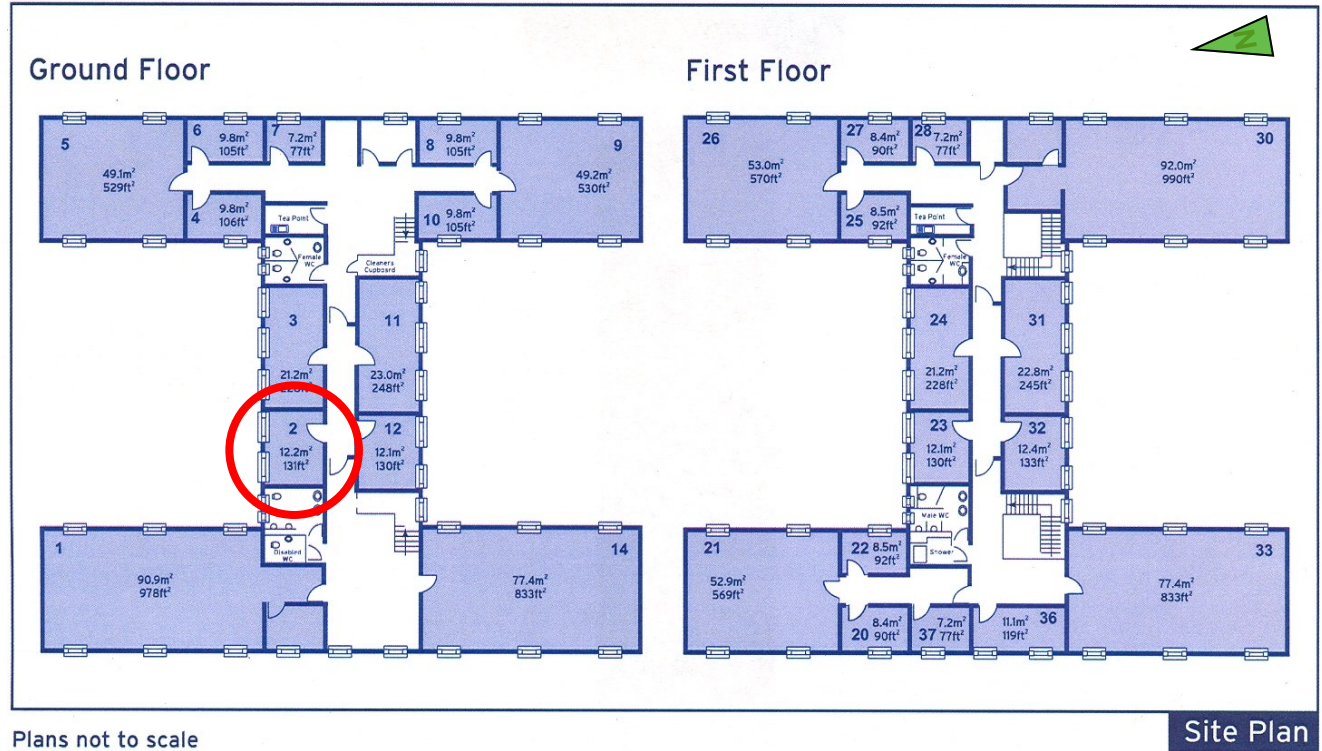 N
Ground Floor
First Floor
5
49.1m²
529ft²
6
9.8m²
105ft²
7
7.2m²
77ft²
8
9.8m²
105ft²
9
49.2m²
530ft²
4
9.8m²
106ft²
10
9.8m²
105ft²
Tea Point
Female
WC
Cleaners
Cupboard
3
21.2m²
11
23.0m²
248ft²
2
12.2m²
131ft²
12
12.1m²
130ft²
Disabled
WC
1
90.9m²
978ft²
14
77.4m²
833ft²
26
53.0m²
570ft²
27
8.4m²
90ft²
28
7.2m²
77ft²
30
92.0m²
990ft²
25
8.5m²
92ft²
Tea Point
Female
WC
24
21.2m²
228ft²
31
22.8m²
245ft²
23
12.1m²
130ft²
32
12.4m²
133ft²
Male WC
Shower
21
52.9m²
569ft²
22
8.5m²
92ft²
33
77.4m²
833ft²
20
8.4m²
90ft²
37
7.2m²
77ft²
36
11.1m²
119ft²
Plans not to scale
Site Plan